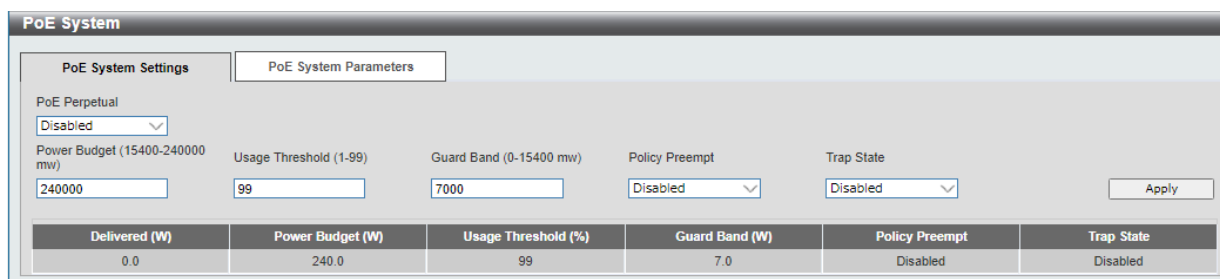 PoE System
PoE System Settings PoE System Parameters
PoE Perpetual
Disabled
Power Budget (15400-240000 mw) Usage Threshold (1-99) Guard Band (0-15400 mw) Policy Preempt Trap State
240000 99 7000 Disabled Disabled Apply
Delivered (W) Power Budget (W) Usage Threshold (%) Guard Band (W) Policy Preempt Trap State
0.0 240.0 99 7.0 Disabled Disabled